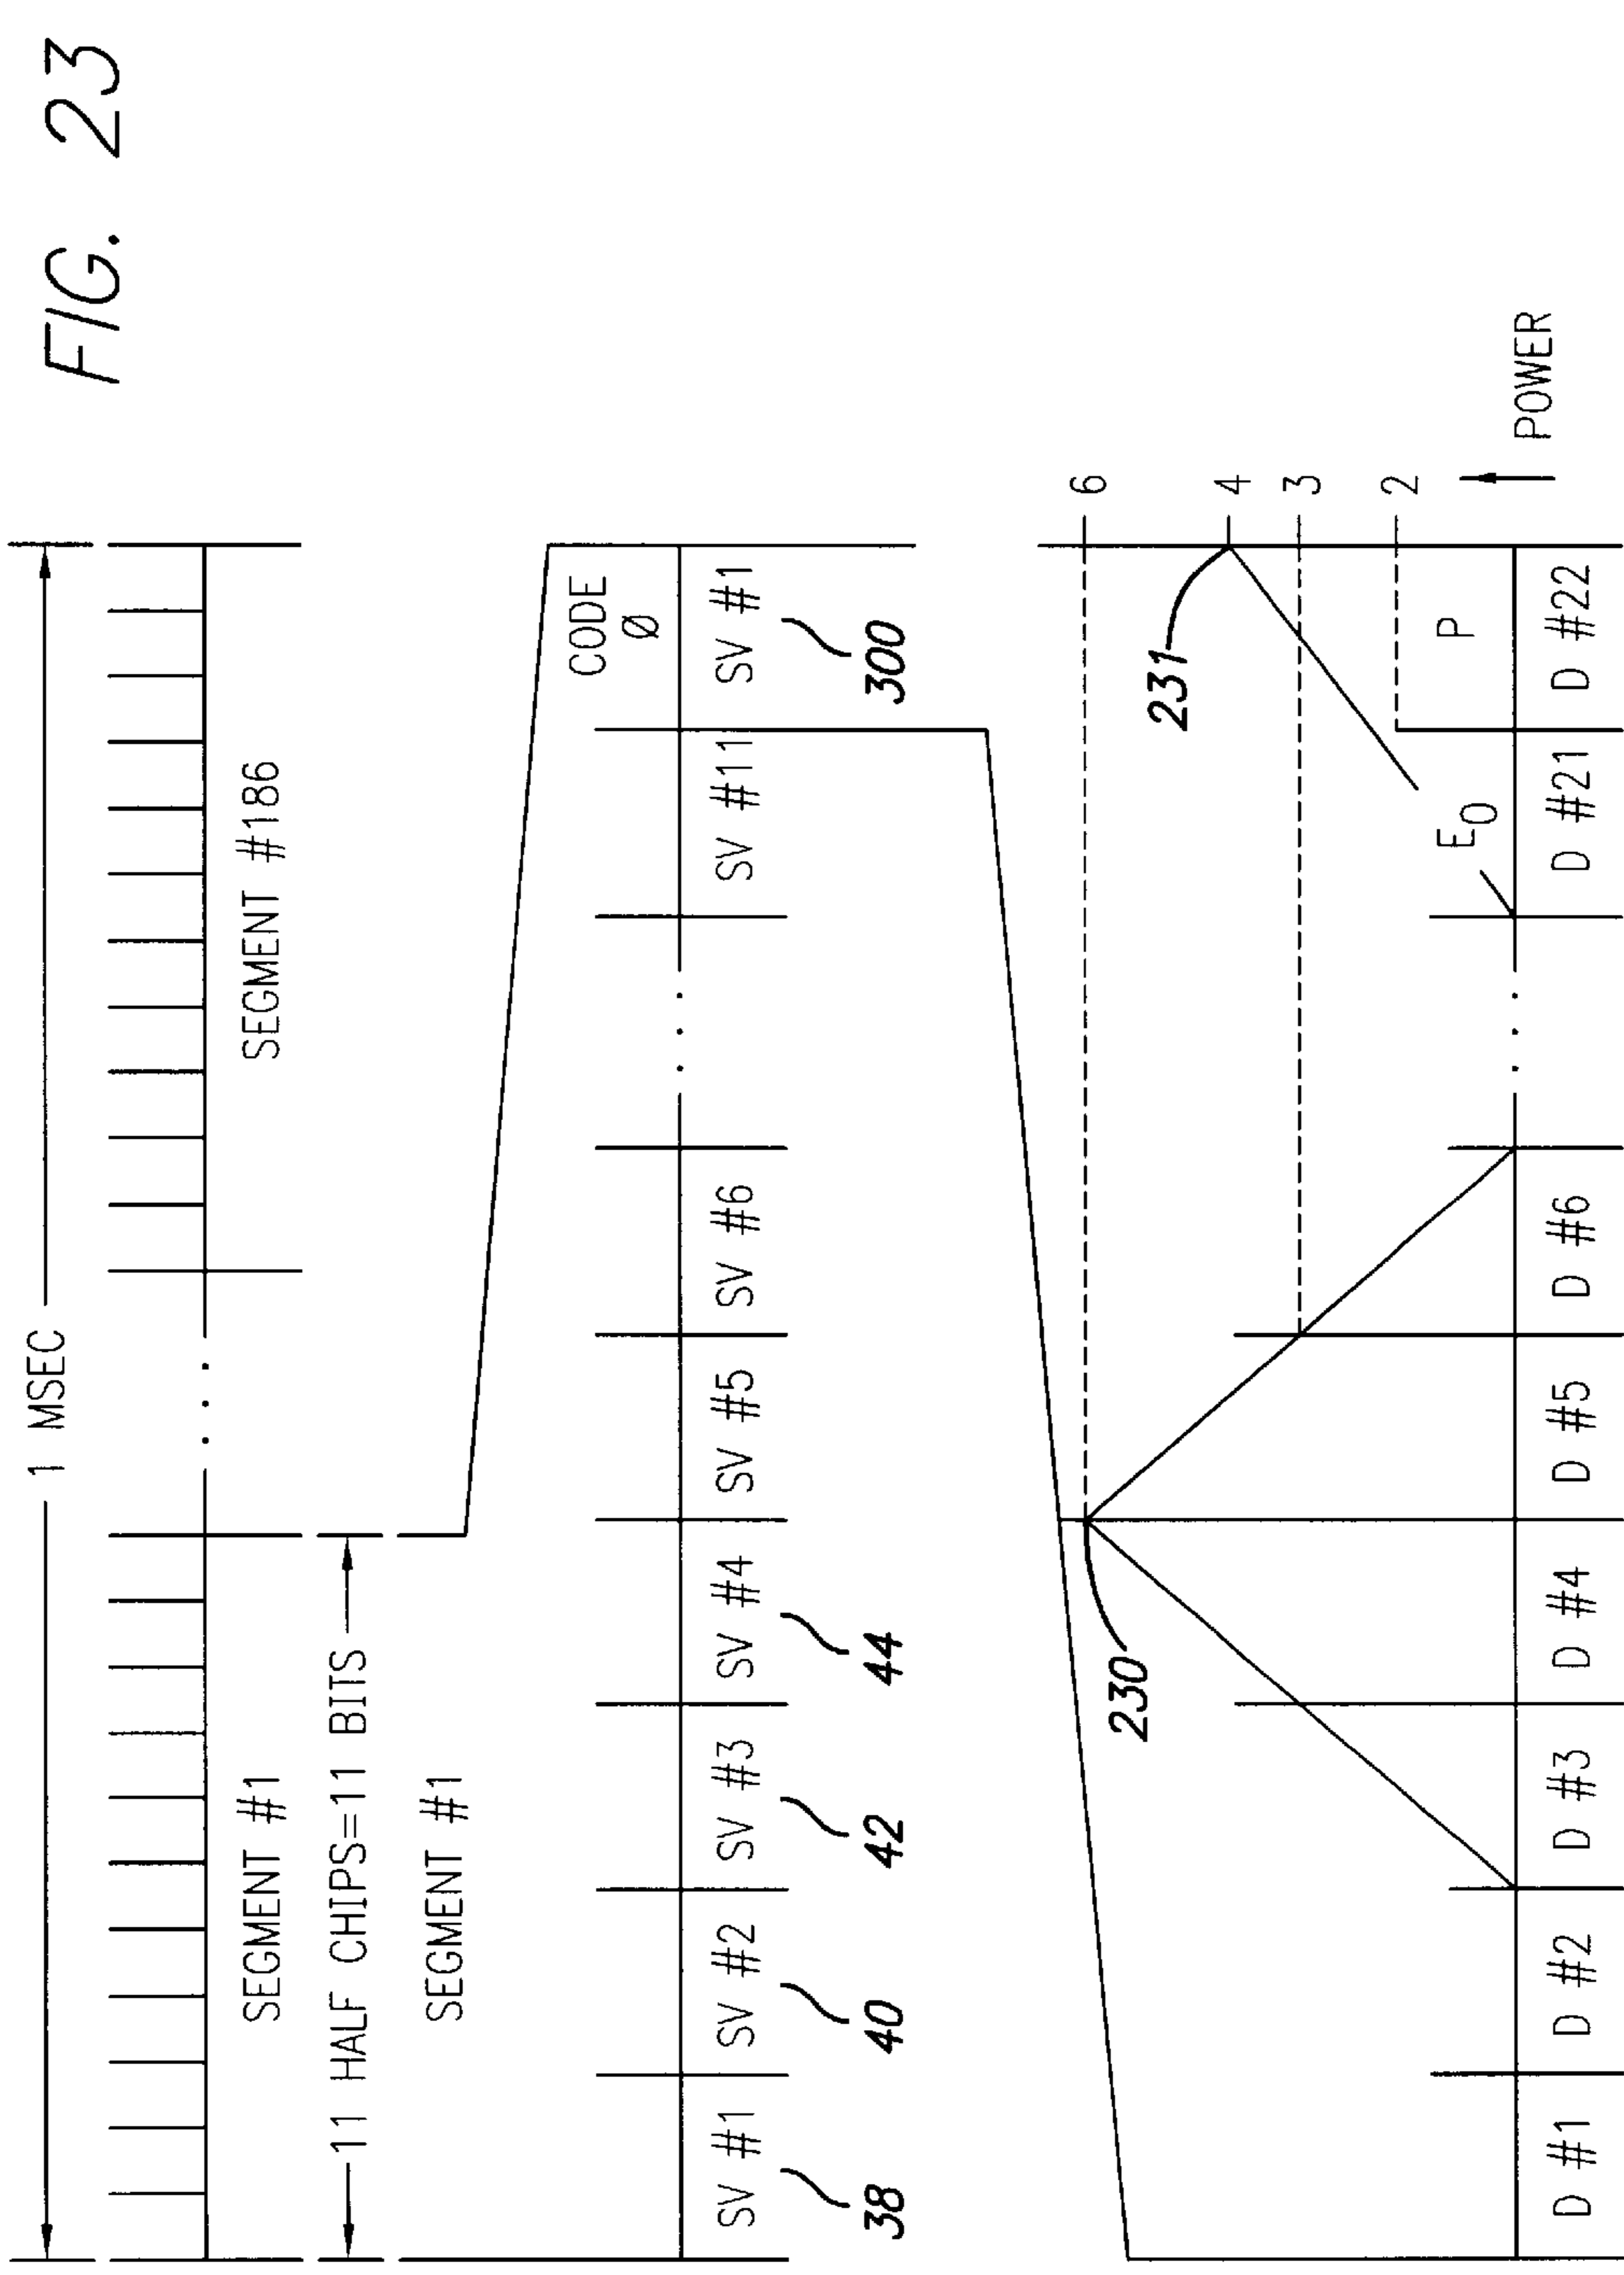 FIG. 23
1 MSEC
SEGMENT #1
SEGMENT #186
11 HALF CHIPS=11 BITS
SEGMENT #1
CODE
Ø
SV #1
SV #2
SV #3
SV #4
SV #5
SV #6
. . .
SV #11
SV #1
38
40
42
44
300
6
4
3
2
230
231
E0
P
POWER
D #1
D #2
D #3
D #4
D #5
D #6
. . .
D #21
D #22